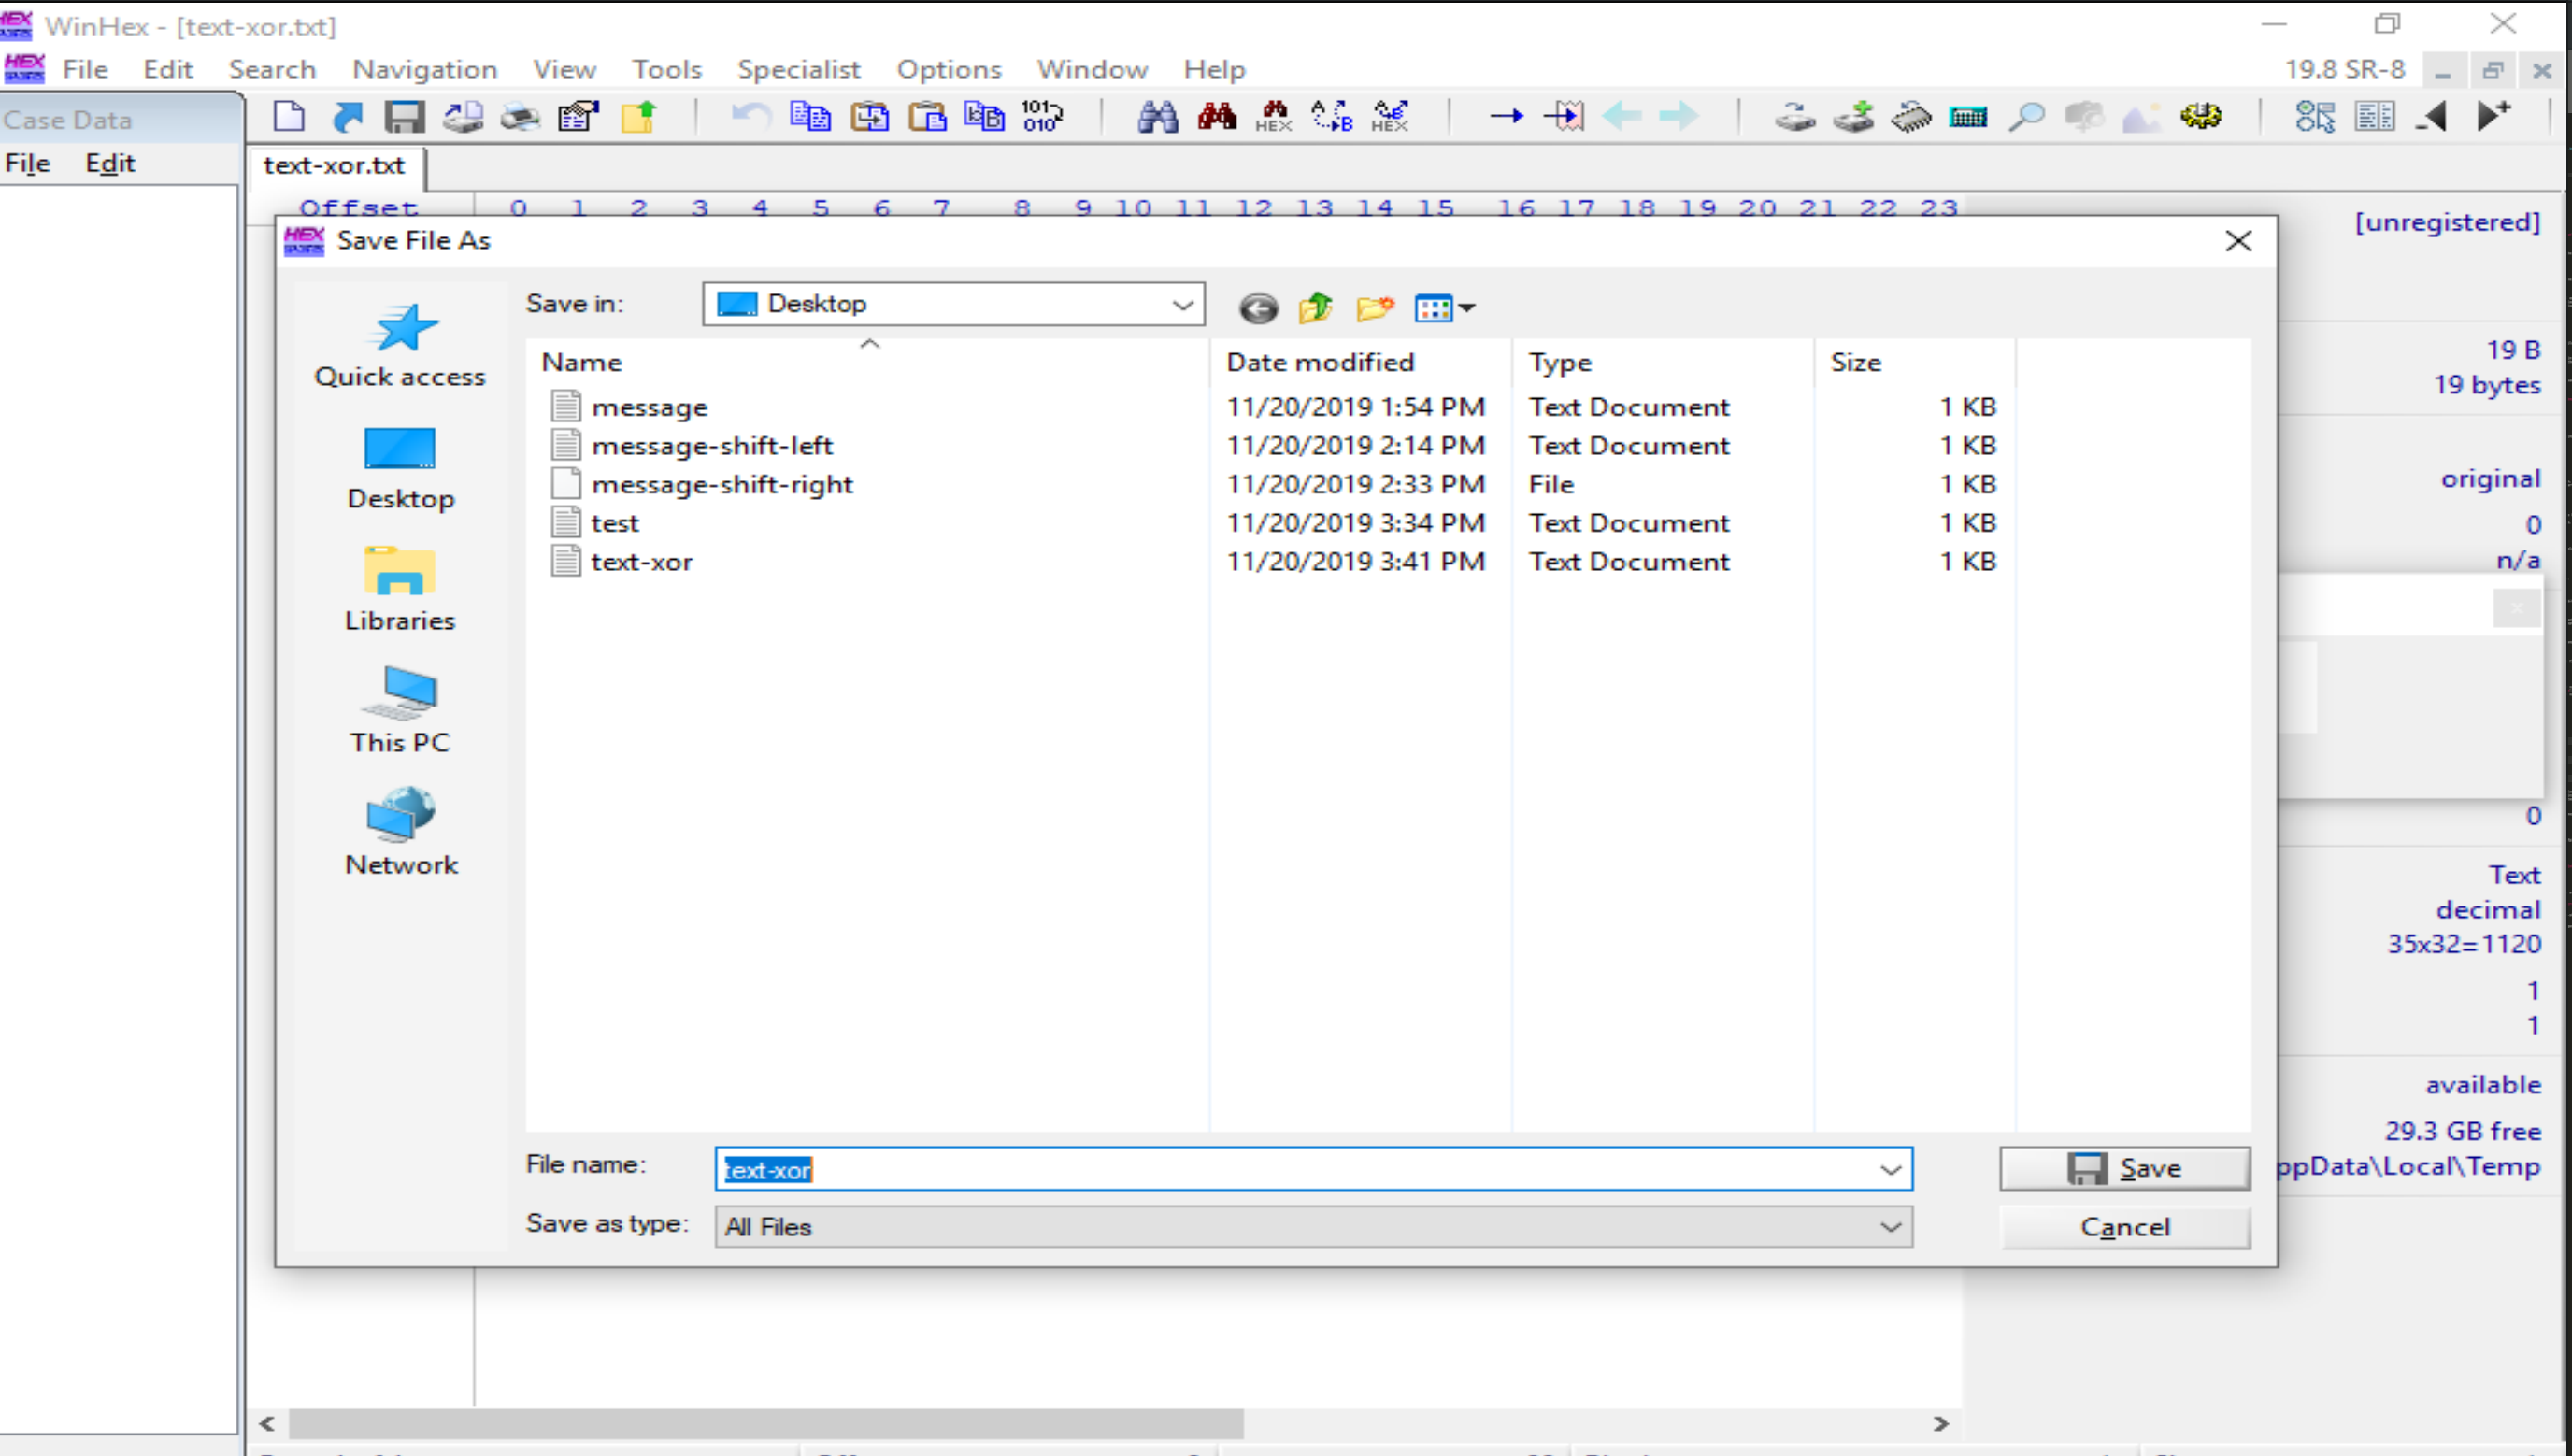 WinHex - [text-xor.txt]
File Edit Search Navigation View Tools Specialist Options Window Help 19.8 SR-8
Case Data
File Edit
text-xor.txt
Offset 0 1 2 3 4 5 6 7 8 9 10 11 12 13 14 15 16 17 18 19 20 21 22 23
[unregistered]
Save File As
Save in: Desktop
Quick access
Desktop
Libraries
This PC
Network
Name Date modified Type Size
message 11/20/2019 1:54 PM Text Document 1 KB
message-shift-left 11/20/2019 2:14 PM Text Document 1 KB
message-shift-right 11/20/2019 2:33 PM File 1 KB
test 11/20/2019 3:34 PM Text Document 1 KB
text-xor 11/20/2019 3:41 PM Text Document 1 KB
File name: text-xor
Save as type: All Files
Save
Cancel
19 B
19 bytes
original
0
n/a
0
Text
decimal
35x32=1120
1
1
available
29.3 GB free
ppData\Local\Temp